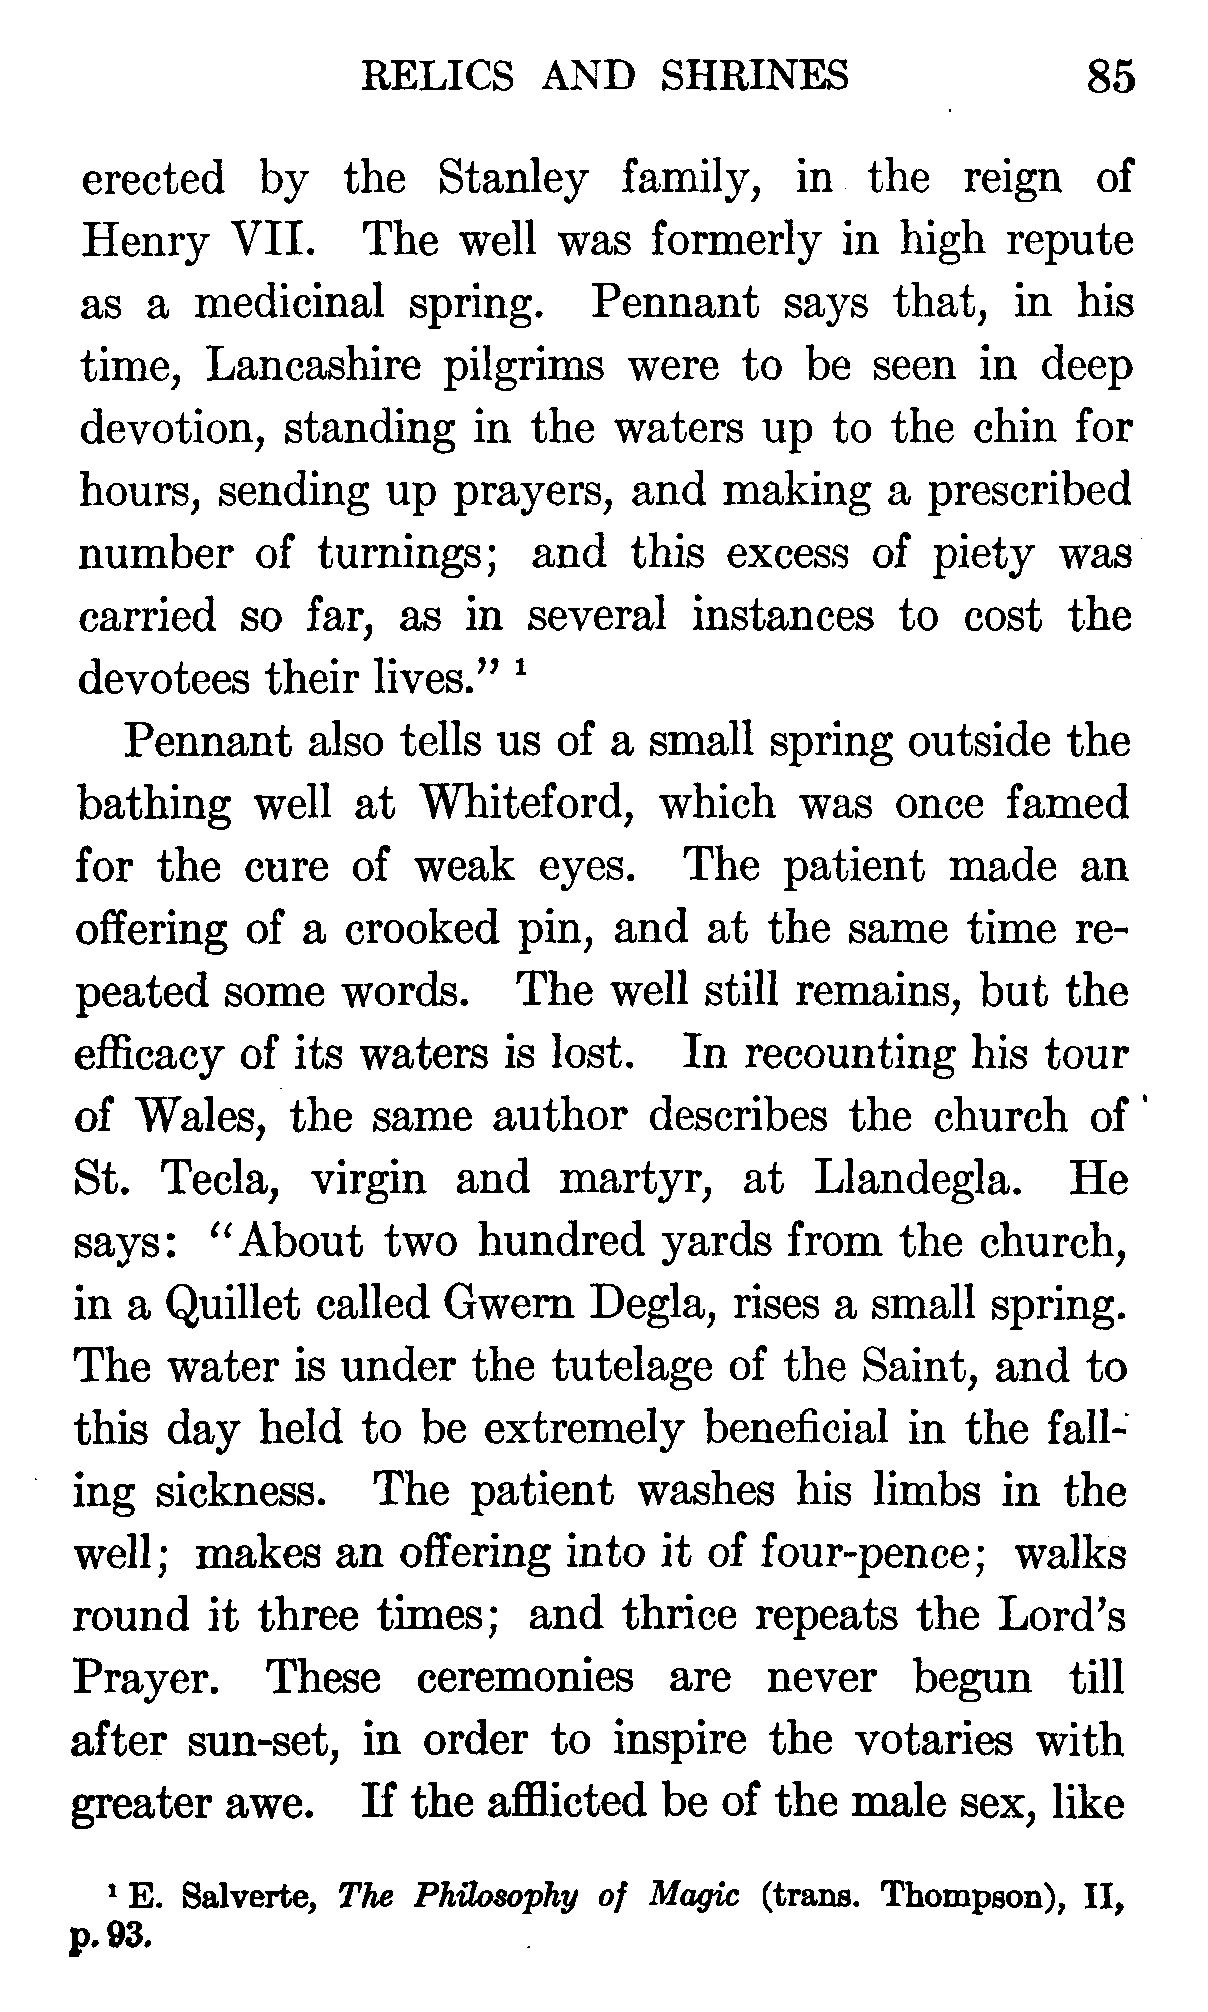 RELICS AND SHRINES 85
erected by the Stanley family, in the reign of
Henry VII. The well was formerly in high repute
as a medicinal spring. Pennant says that, in his
time, Lancashire pilgrims were to be seen in deep
devotion, standing in the waters up to the chin for
hours, sending up prayers, and making a prescribed
number of turnings; and this excess of piety was
carried so far, as in several instances to cost the
devotees their lives.” ¹
Pennant also tells us of a small spring outside the
bathing well at Whiteford, which was once famed
for the cure of weak eyes. The patient made an
offering of a crooked pin, and at the same time re-
peated some words. The well still remains, but the
efficacy of its waters is lost. In recounting his tour
of Wales, the same author describes the church of
St. Tecla, virgin and martyr, at Llandegla. He
says: “About two hundred yards from the church,
in a Quillet called Gwern Degla, rises a small spring.
The water is under the tutelage of the Saint, and to
this day held to be extremely beneficial in the fall-
ing sickness. The patient washes his limbs in the
well; makes an offering into it of four-pence; walks
round it three times; and thrice repeats the Lord’s
Prayer. These ceremonies are never begun till
after sun-set, in order to inspire the votaries with
greater awe. If the afflicted be of the male sex, like
¹ E. Salverte, The Philosophy of Magic (trans. Thompson), II,
p. 93.